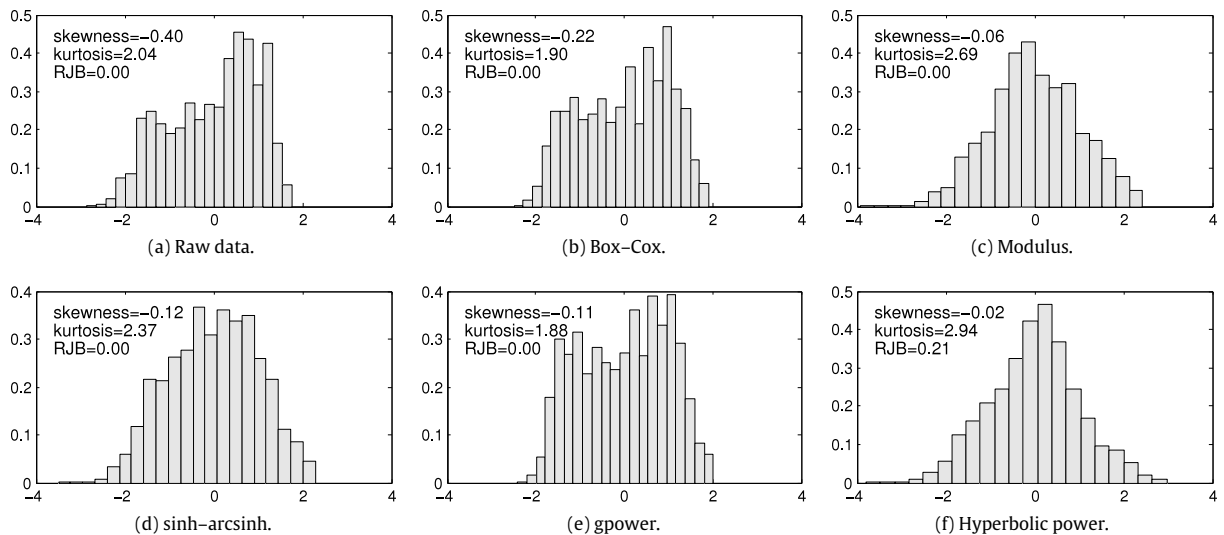 0.5
0.4
0.3
0.2
0.1
0
−4
−2
0
2
4
skewness=−0.40
kurtosis=2.04
RJB=0.00
(a) Raw data.
0.5
0.4
0.3
0.2
0.1
0
−4
−2
0
2
4
skewness=−0.22
kurtosis=1.90
RJB=0.00
(b) Box–Cox.
0.5
0.4
0.3
0.2
0.1
0
−4
−2
0
2
4
skewness=−0.06
kurtosis=2.69
RJB=0.00
(c) Modulus.
0.4
0.3
0.2
0.1
0
−4
−2
0
2
4
skewness=−0.12
kurtosis=2.37
RJB=0.00
(d) sinh–arcsinh.
0.4
0.3
0.2
0.1
0
−4
−2
0
2
4
skewness=−0.11
kurtosis=1.88
RJB=0.00
(e) gpower.
0.5
0.4
0.3
0.2
0.1
0
−4
−2
0
2
4
skewness=−0.02
kurtosis=2.94
RJB=0.21
(f) Hyperbolic power.